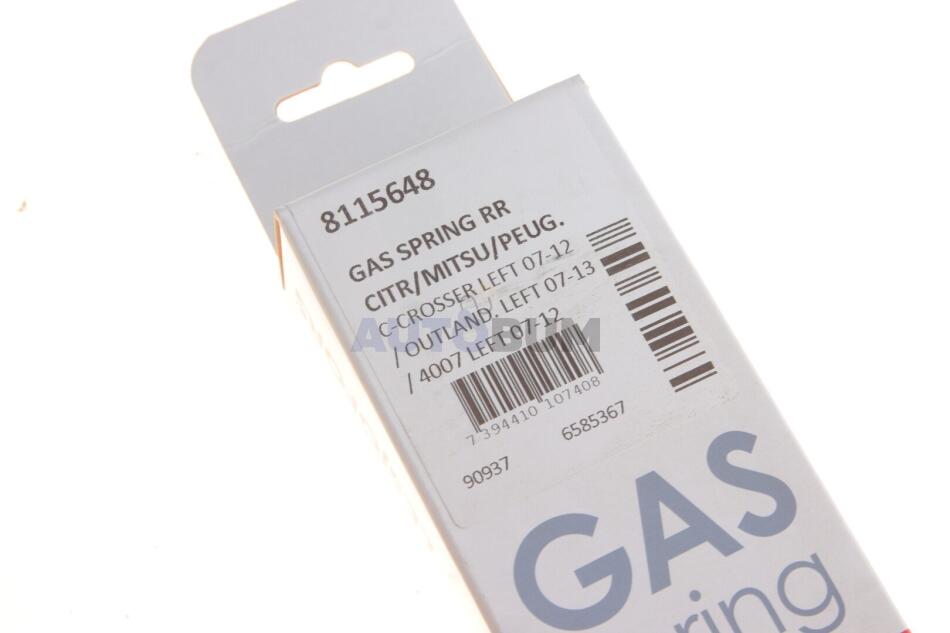 8115648
GAS SPRING RR
CITR/MITSU/PEUG.
C-CROSSER LEFT 07-12
/ OUTLAND. LEFT 07-13
/ 4007 LEFT 07-12
AUTOBUM
7 394410 107408
90937
6585367
GAS
ring